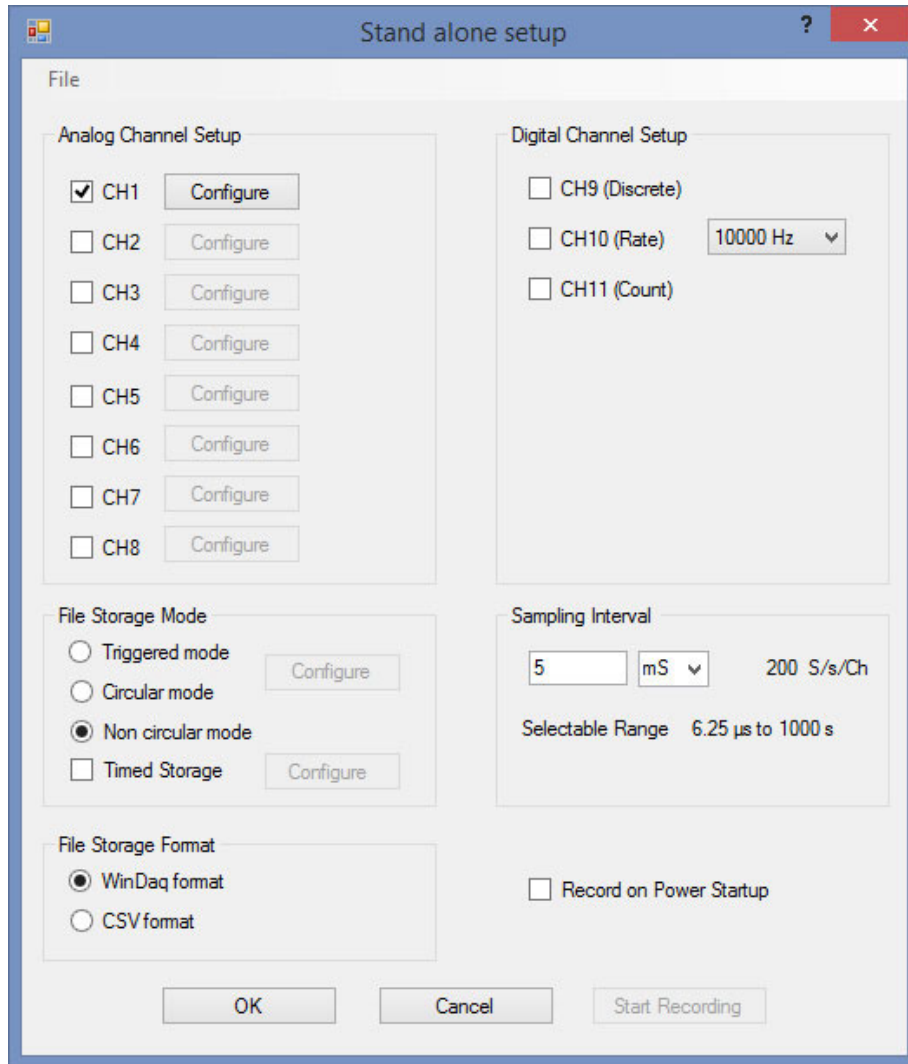 Stand alone setup
?
File
Analog Channel Setup
CH1 Configure
CH2 Configure
CH3 Configure
CH4 Configure
CH5 Configure
CH6 Configure
CH7 Configure
CH8 Configure
Digital Channel Setup
CH9 (Discrete)
CH10 (Rate) 10000 Hz
CH11 (Count)
File Storage Mode
Triggered mode
Configure
Circular mode
Non circular mode
Timed Storage Configure
Sampling Interval
5 mS 200 S/s/Ch
Selectable Range 6.25 µs to 1000 s
File Storage Format
WinDaq format
CSV format
Record on Power Startup
OK Cancel Start Recording